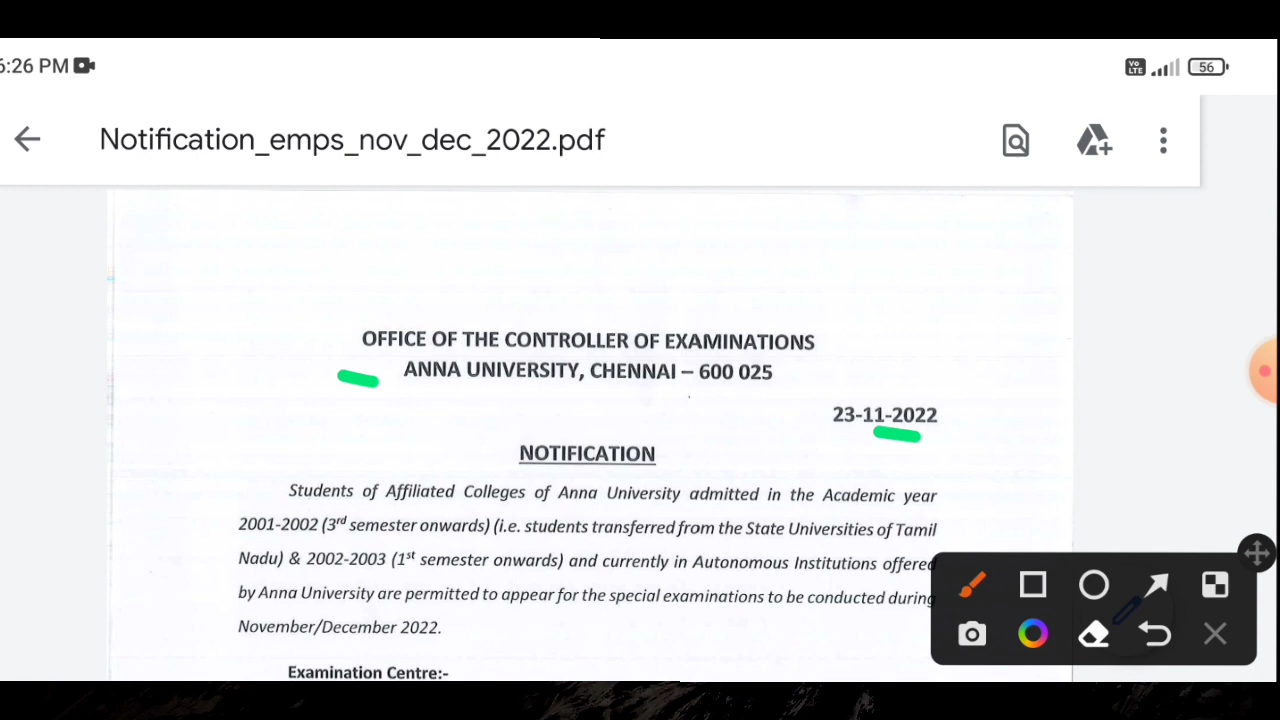 6:26 PM
Vo LTE
56
Notification_emps_nov_dec_2022.pdf
OFFICE OF THE CONTROLLER OF EXAMINATIONS
ANNA UNIVERSITY, CHENNAI – 600 025
23-11-2022
NOTIFICATION
Students of Affiliated Colleges of Anna University admitted in the Academic year
2001-2002 (3rd semester onwards) (i.e. students transferred from the State Universities of Tamil
Nadu) & 2002-2003 (1st semester onwards) and currently in Autonomous Institutions offered
by Anna University are permitted to appear for the special examinations to be conducted during
November/December 2022.
Examination Centre:-